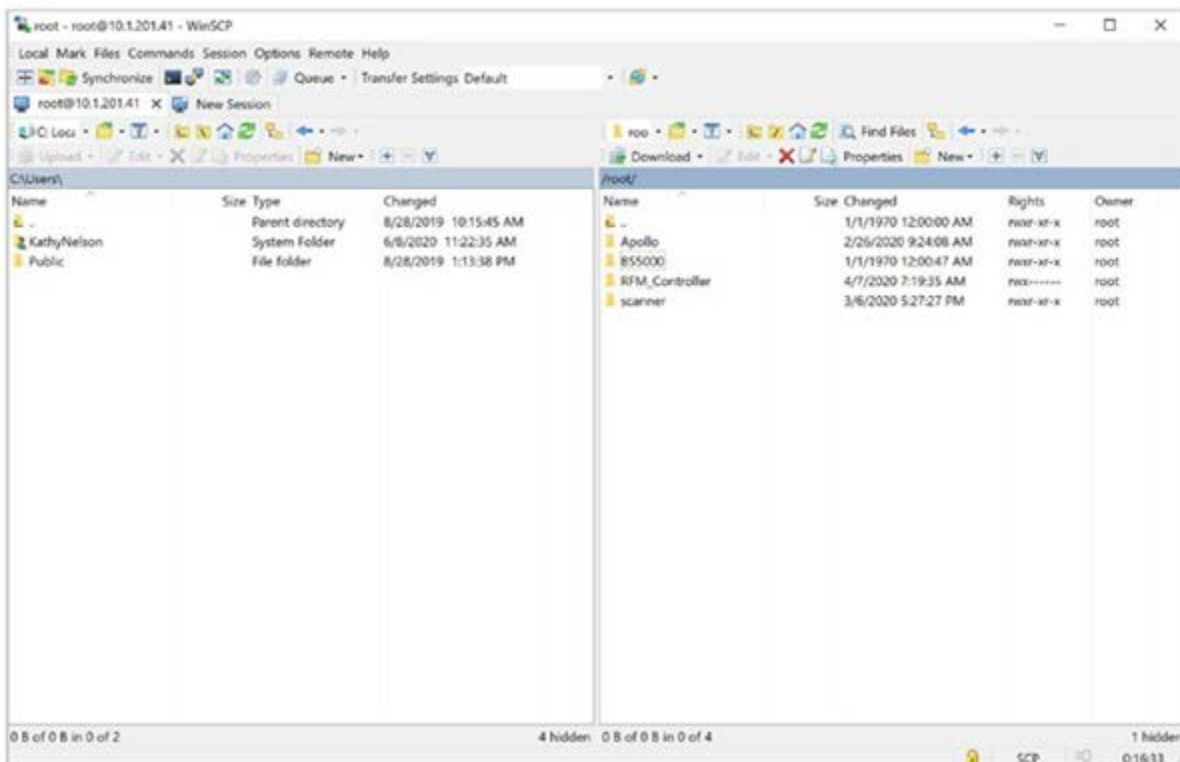 root - root@10.1.201.41 - WinSCP
Local Mark Files Commands Session Options Remote Help
Synchronize Queue Transfer Settings Default
root@10.1.201.41 New Session
C: Loca
roo Find Files
Upload Edit Properties New
Download Edit Properties New
C:\Users\
/root/
Name Size Type Changed
.. Parent directory 8/28/2019 10:15:45 AM
KathyNelson System Folder 6/8/2020 11:22:35 AM
Public File folder 8/28/2019 1:13:38 PM
Name Size Changed Rights Owner
.. 1/1/1970 12:00:00 AM rwxr-xr-x root
Apollo 2/26/2020 9:24:08 AM rwxr-xr-x root
BS5000 1/1/1970 12:00:47 AM rwxr-xr-x root
RFM_Controller 4/7/2020 7:19:35 AM rwx------ root
scanner 3/6/2020 5:27:27 PM rwxr-xr-x root
0 B of 0 B in 0 of 2 4 hidden
0 B of 0 B in 0 of 4 1 hidden
SCP 0:16:33